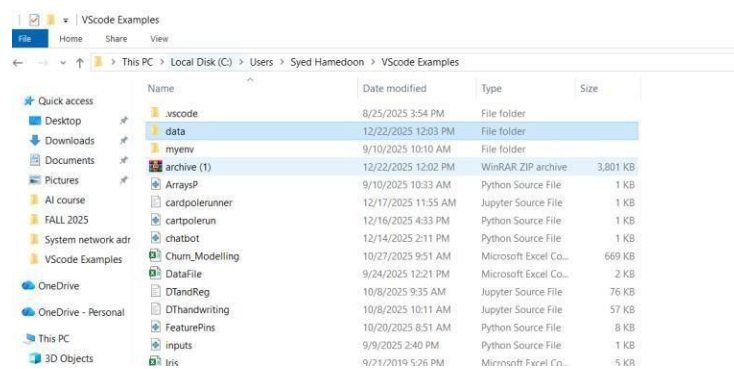 VScode Examples
File Home Share View
This PC > Local Disk (C:) > Users > Syed Hamedoon > VScode Examples
Name Date modified Type Size
Quick access
Desktop
Downloads
Documents
Pictures
AI course
FALL 2025
System network adr
VScode Examples
OneDrive
OneDrive - Personal
This PC
3D Objects
.vscode 8/25/2025 3:54 PM File folder
data 12/22/2025 12:03 PM File folder
myenv 9/10/2025 10:10 AM File folder
archive (1) 12/22/2025 12:02 PM WinRAR ZIP archive 3,801 KB
ArraysP 9/10/2025 10:33 AM Python Source File 1 KB
cardpolerunner 12/17/2025 11:55 AM Jupyter Source File 1 KB
cartpolerun 12/16/2025 4:33 PM Python Source File 1 KB
chatbot 12/14/2025 2:11 PM Python Source File 1 KB
Churn_Modelling 10/27/2025 9:51 AM Microsoft Excel Co... 669 KB
DataFile 9/24/2025 12:21 PM Microsoft Excel Co... 2 KB
DTandReg 10/8/2025 9:35 AM Jupyter Source File 76 KB
DThandwriting 10/8/2025 10:11 AM Jupyter Source File 57 KB
FeaturePins 10/20/2025 8:51 AM Python Source File 8 KB
inputs 9/9/2025 2:40 PM Python Source File 1 KB
Iris 9/21/2019 5:26 PM Microsoft Excel Co... 5 KB